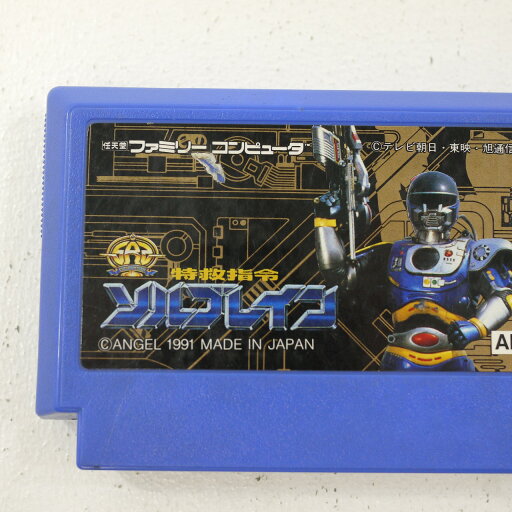 任天堂 ファミリー コンピュータ
©テレビ朝日・東映・旭通信
特救指令
ソルブレイン
©ANGEL 1991 MADE IN JAPAN